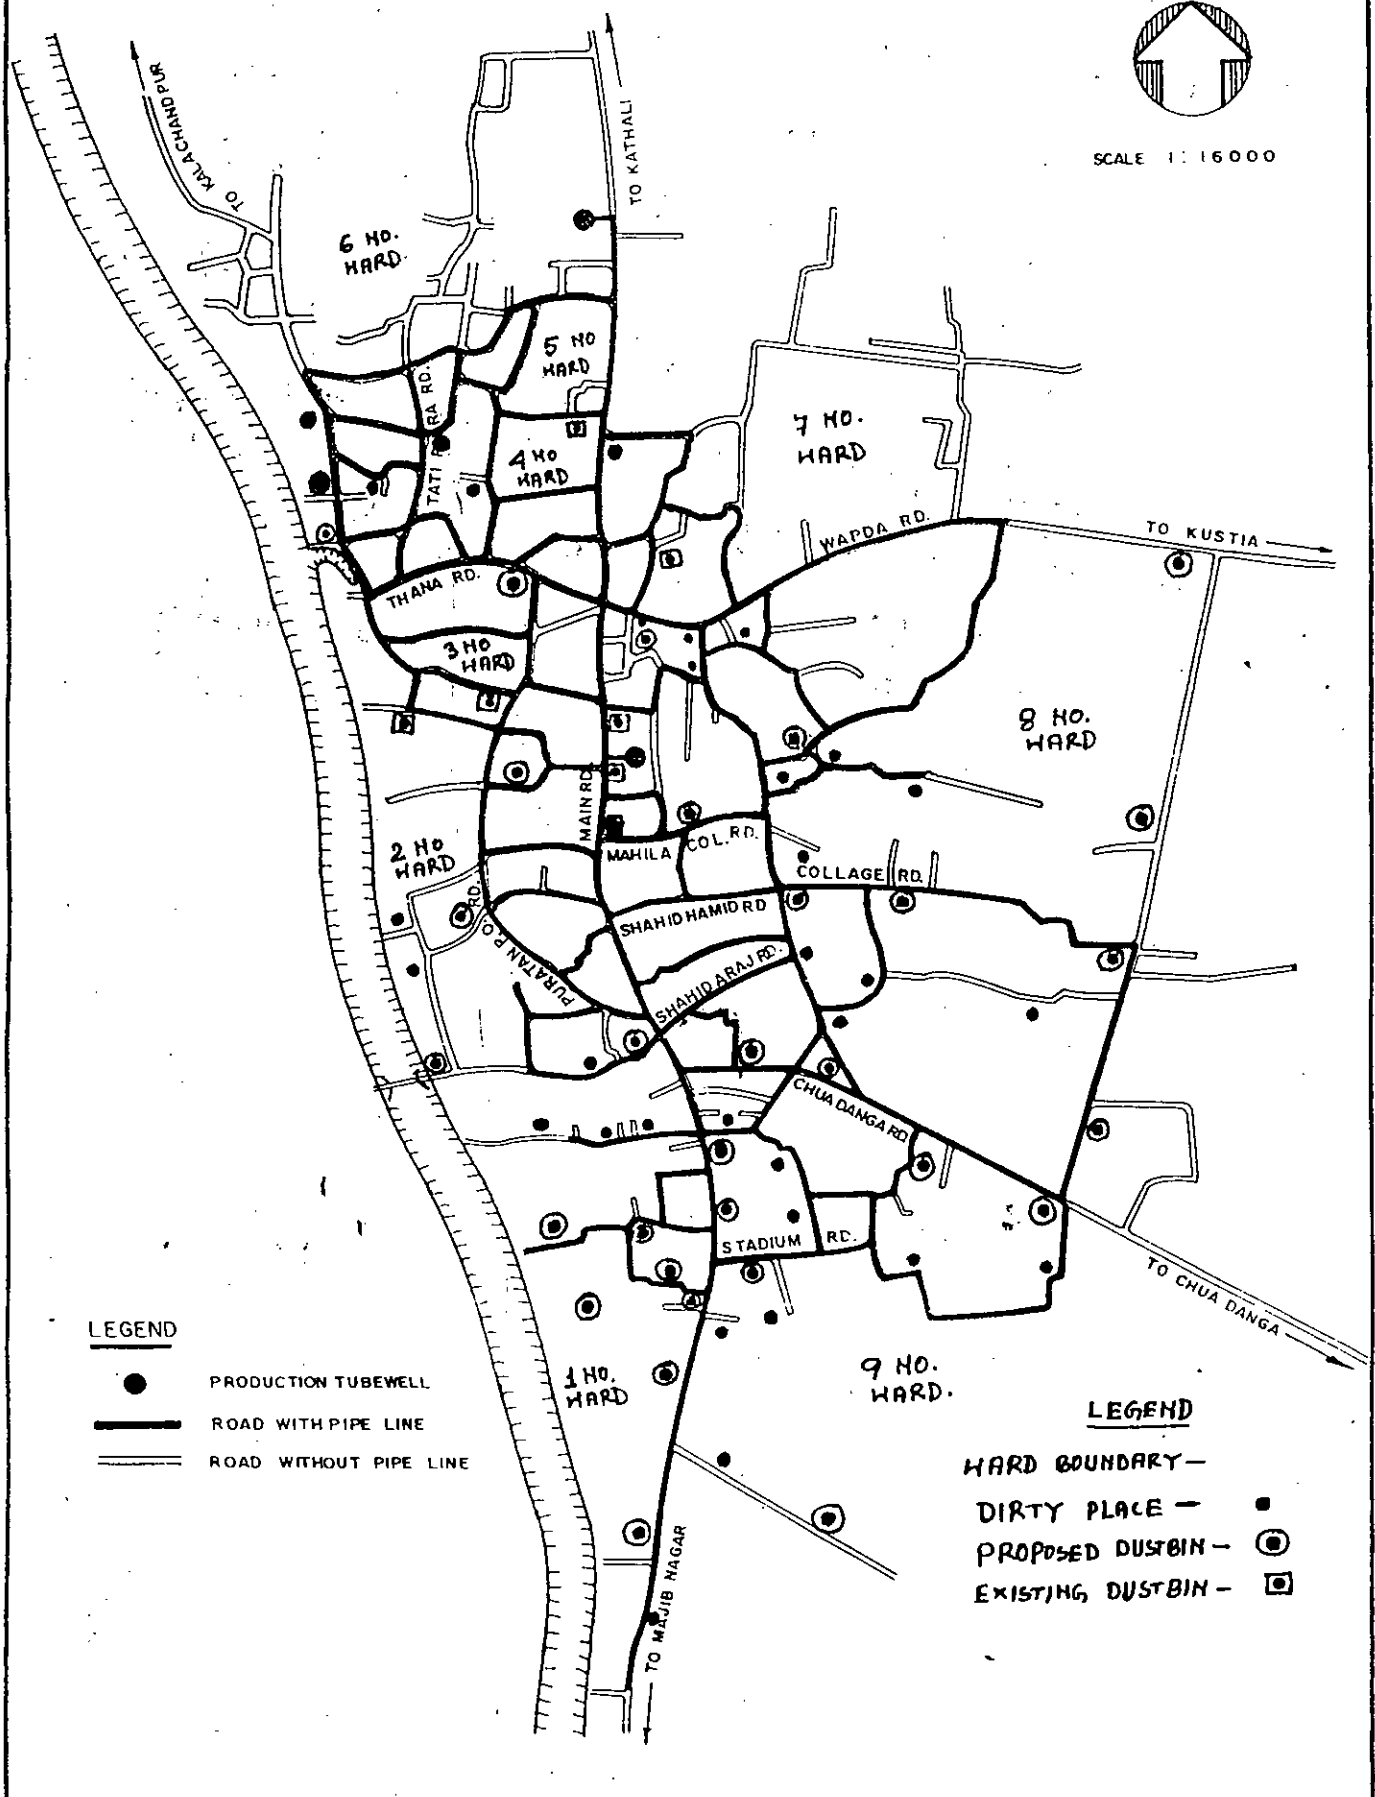 SCALE 1:16000
TO KALACHANDPUR
TO KATHALI
6 NO.
WARD.
5 NO
WARD
7 NO.
WARD
4 NO
WARD
TATI
RA RD.
WAPDA RD.
TO KUSTIA
THANA RD.
3 NO
WARD
8 NO.
WARD
MAIN RD.
2 NO
WARD
MAHILA COL. RD.
COLLAGE RD.
SHAHID HAMID RD
PURATAN P.O. RD.
SHAHID ARAJ RD.
CHUA DANGA RD.
STADIUM RD.
TO CHUA DANGA
1 NO.
WARD
9 NO.
WARD.
TO MAJIB NAGAR
LEGEND
PRODUCTION TUBEWELL
ROAD WITH PIPE LINE
ROAD WITHOUT PIPE LINE
LEGEND
WARD BOUNDARY —
DIRTY PLACE —
PROPOSED DUSTBIN —
EXISTING DUSTBIN —